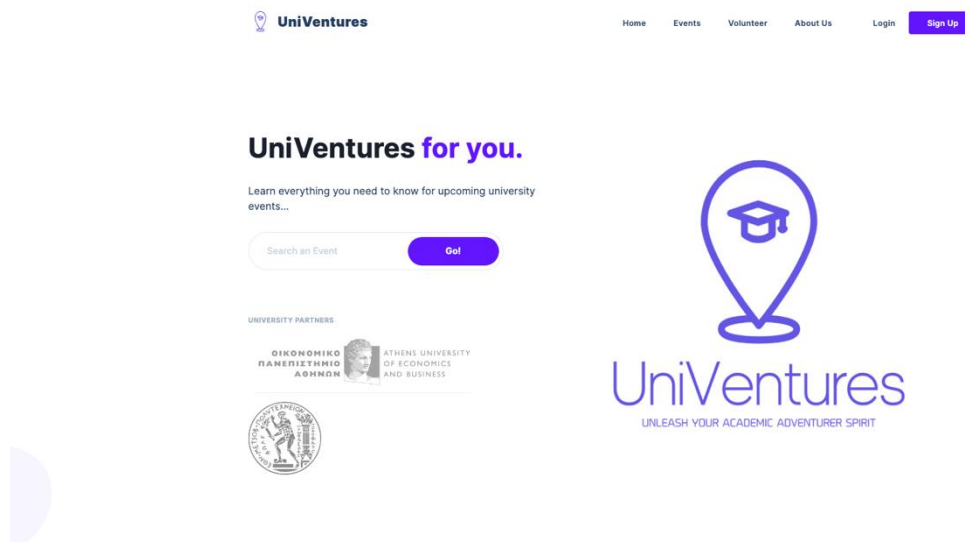 UniVentures
Home Events Volunteer About Us Login Sign Up
UniVentures for you.
Learn everything you need to know for upcoming university
events...
Search an Event Go!
UNIVERSITY PARTNERS
ΟΙΚΟΝΟΜΙΚΟ
ΠΑΝΕΠΙΣΤΗΜΙΟ
ΑΘΗΝΩΝ
ATHENS UNIVERSITY
OF ECONOMICS
AND BUSINESS
UniVentures
UNLEASH YOUR ACADEMIC ADVENTURER SPIRIT